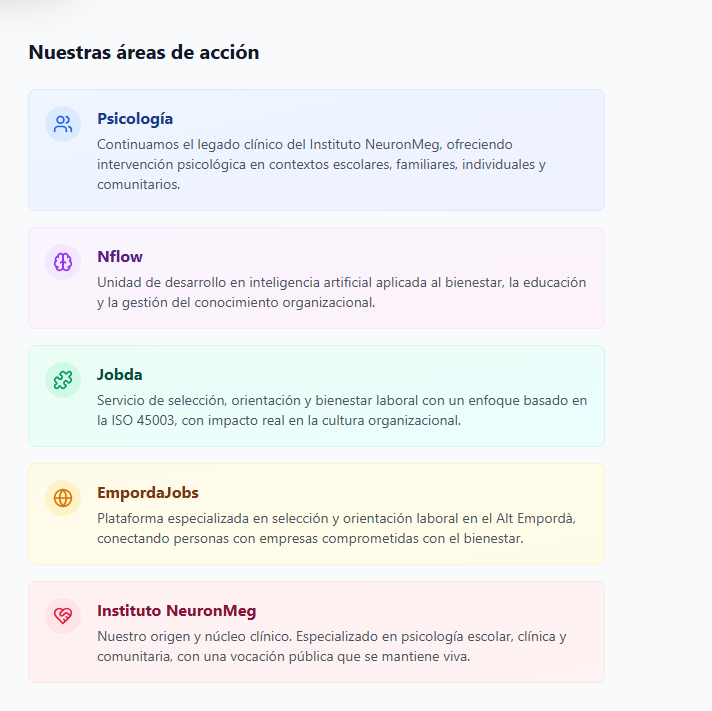 Nuestras áreas de acción
Psicología
Continuamos el legado clínico del Instituto NeuronMeg, ofreciendo
intervención psicológica en contextos escolares, familiares, individuales y
comunitarios.
Nflow
Unidad de desarrollo en inteligencia artificial aplicada al bienestar, la educación
y la gestión del conocimiento organizacional.
Jobda
Servicio de selección, orientación y bienestar laboral con un enfoque basado en
la ISO 45003, con impacto real en la cultura organizacional.
EmpordaJobs
Plataforma especializada en selección y orientación laboral en el Alt Empordà,
conectando personas con empresas comprometidas con el bienestar.
Instituto NeuronMeg
Nuestro origen y núcleo clínico. Especializado en psicología escolar, clínica y
comunitaria, con una vocación pública que se mantiene viva.